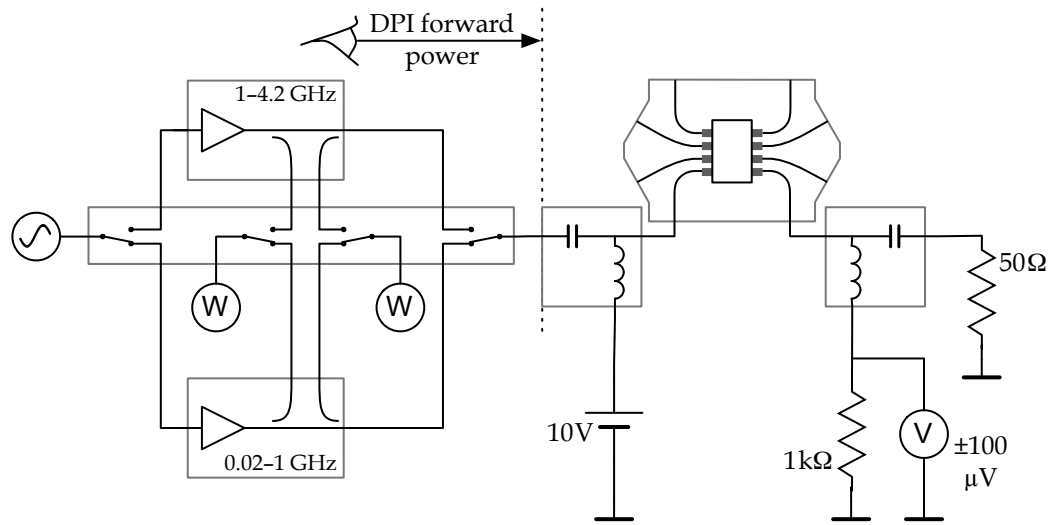 DPI forward
power
1–4.2 GHz
W
W
50Ω
10V
0.02–1 GHz
1kΩ
V
±100
µV